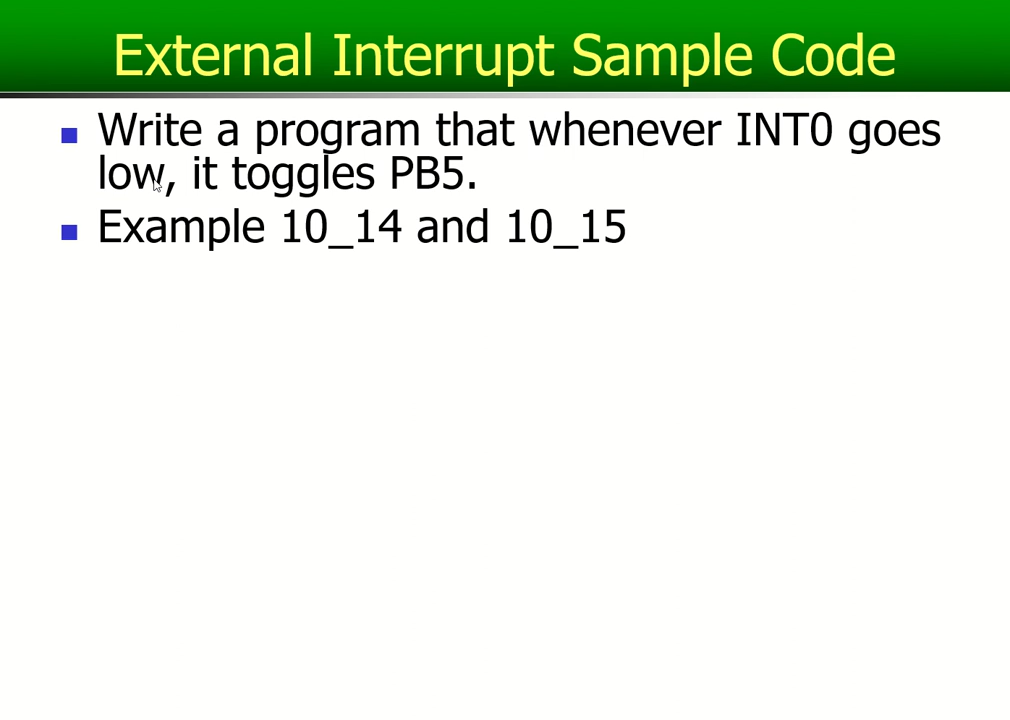 External Interrupt Sample Code
Write a program that whenever INT0 goes
low, it toggles PB5.
Example 10_14 and 10_15